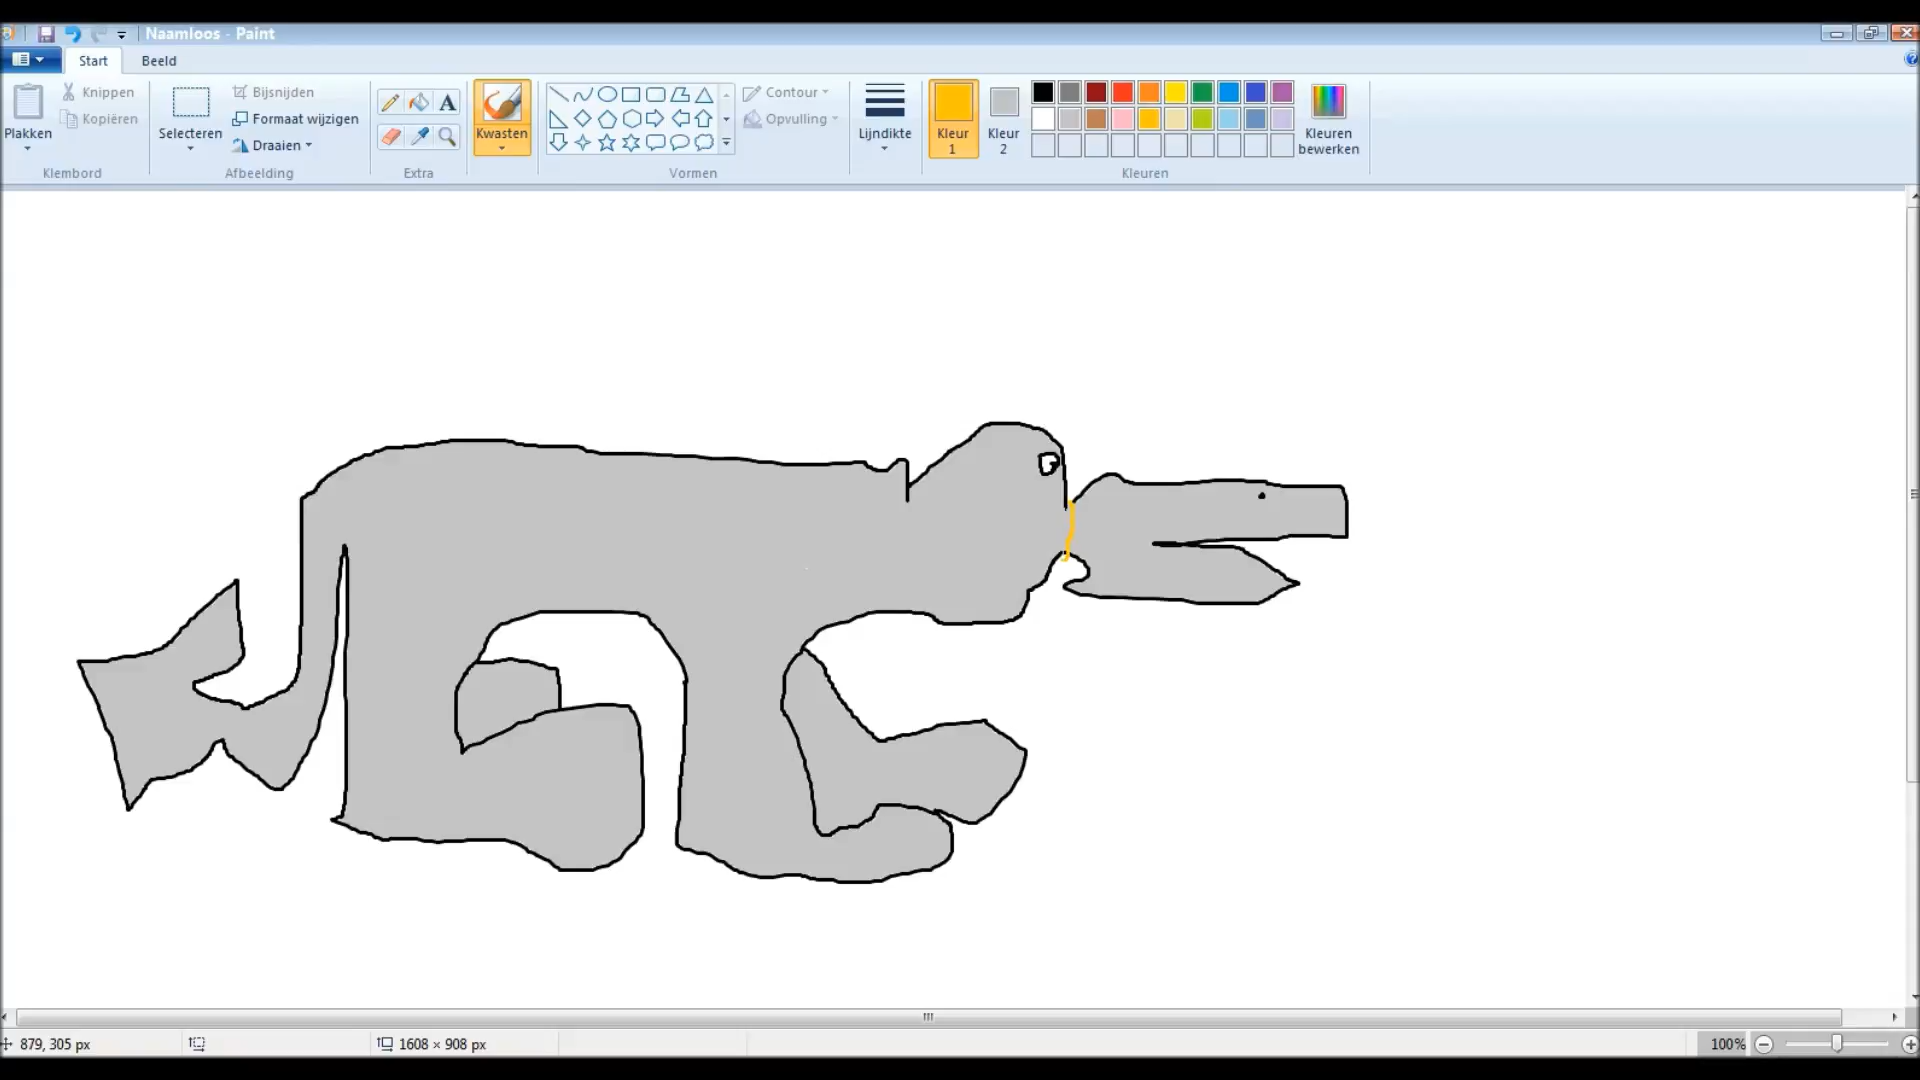 Naamloos - Paint
Start Beeld
Plakken
Knippen
Kopiëren
Klembord
Selecteren
Bijsnijden
Formaat wijzigen
Draaien
Afbeelding
A
Extra
Kwasten
Vormen
Contour
Opvulling
Lijndikte
Kleur
1
Kleur
2
Kleuren
bewerken
Kleuren
879, 305 px
1608 × 908 px
100%